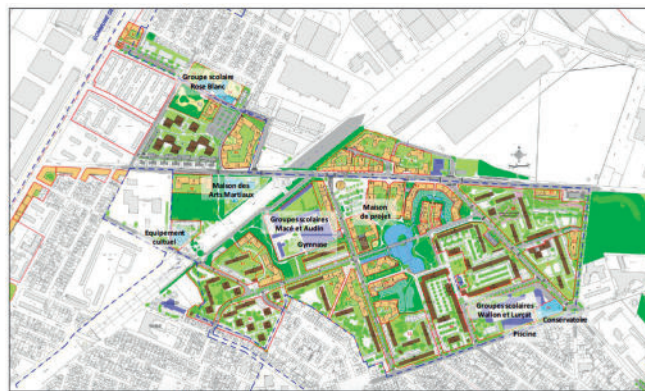 Groupe scolaire
Rose Blanc
Maison des
Arts Martiaux
Groupes scolaires
Macé et Audin
Gymnase
Maison
de projet
Equipement
cultuel
Groupes scolaires
Wallon et Lurçat
Piscine
Conservatoire